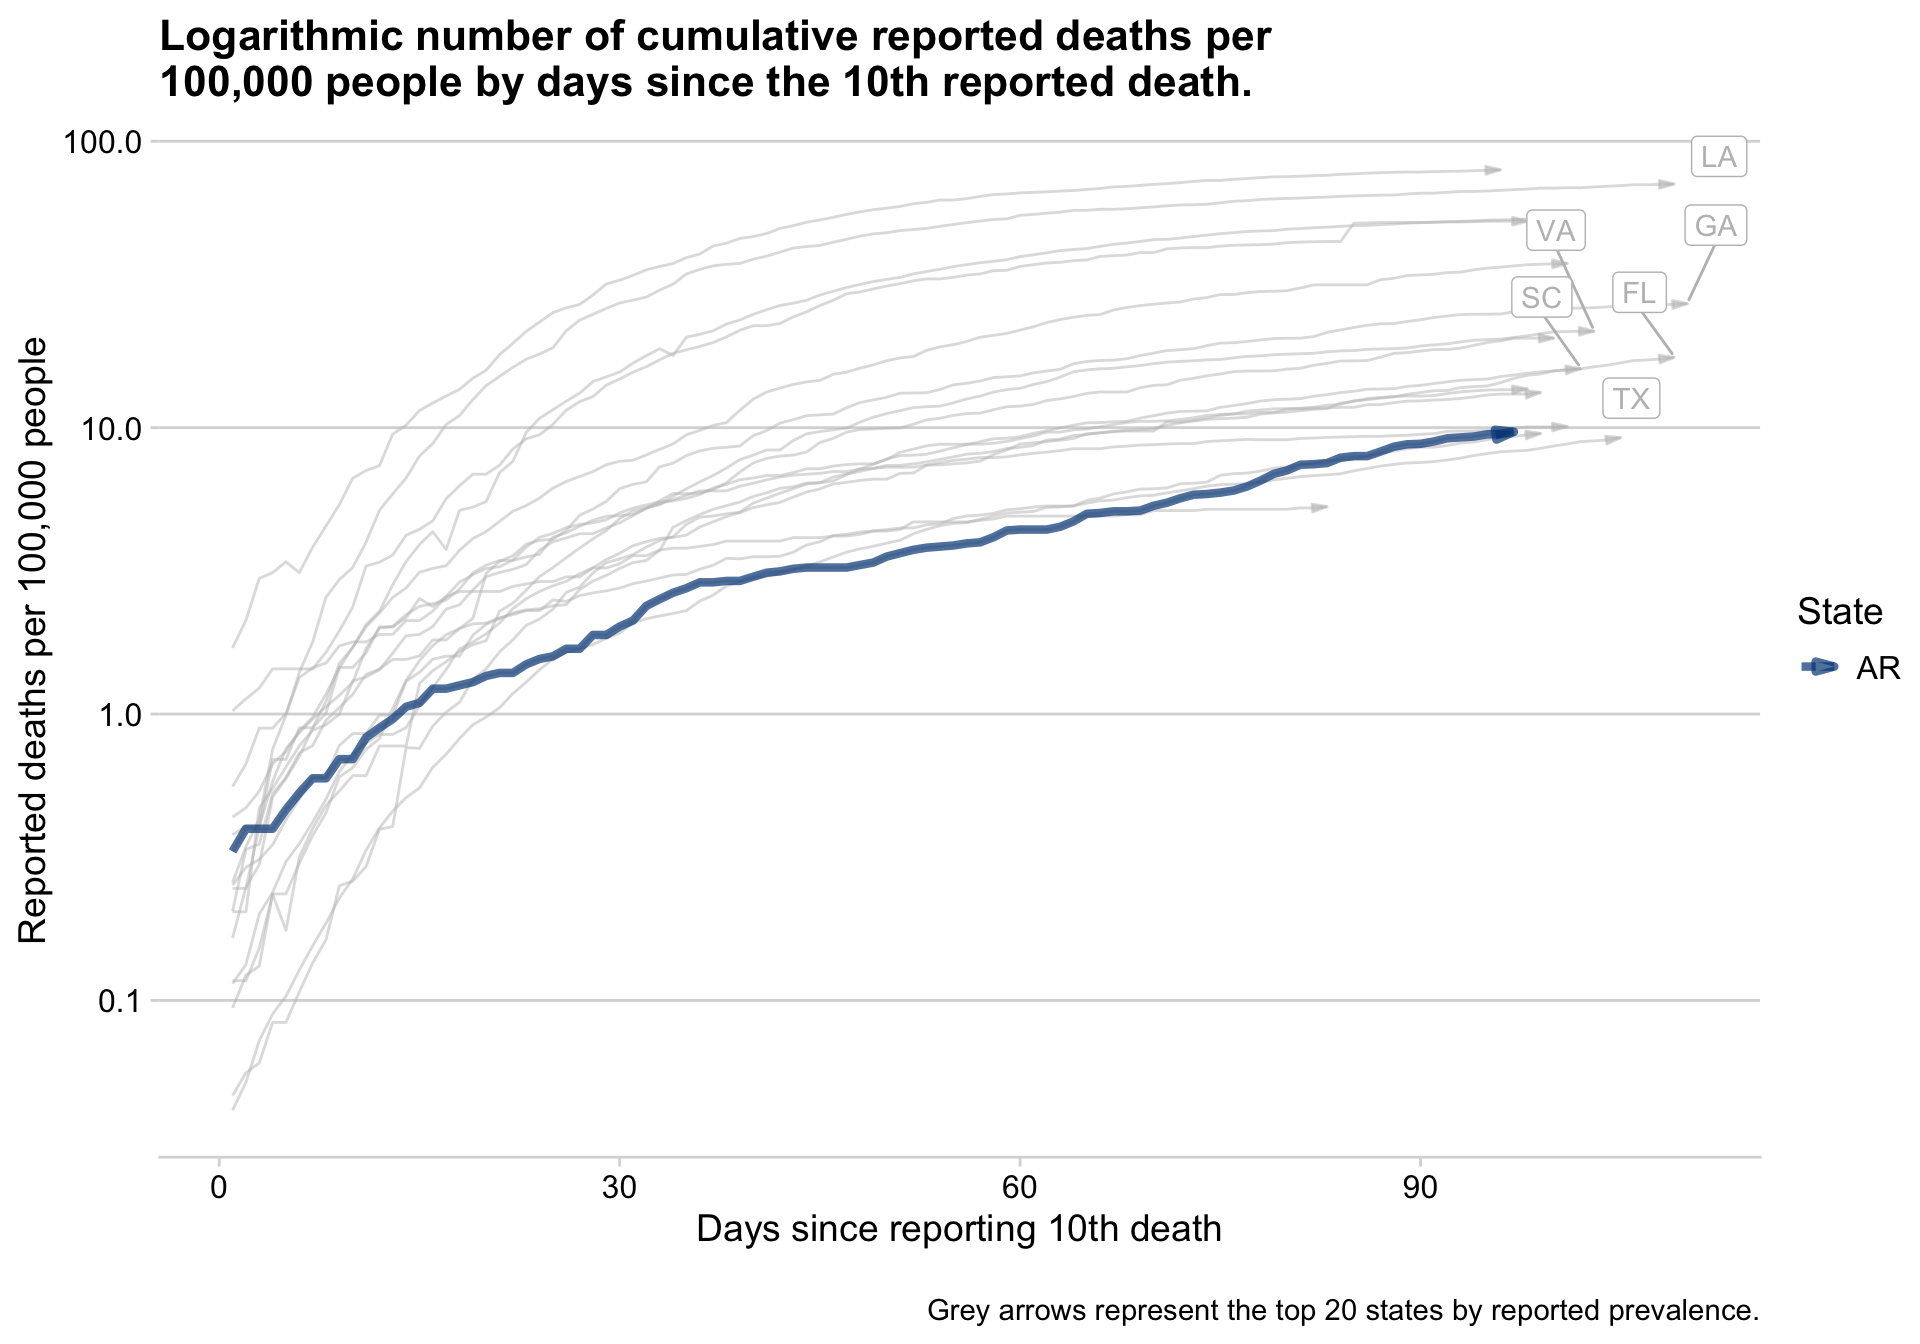 Logarithmic number of cumulative reported deaths per
100,000 people by days since the 10th reported death.
Reported deaths per 100,000 people
100.0
10.0
1.0
0.1
LA
GA
VA
FL
SC
TX
State
AR
0 30 60 90
Days since reporting 10th death
Grey arrows represent the top 20 states by reported prevalence.